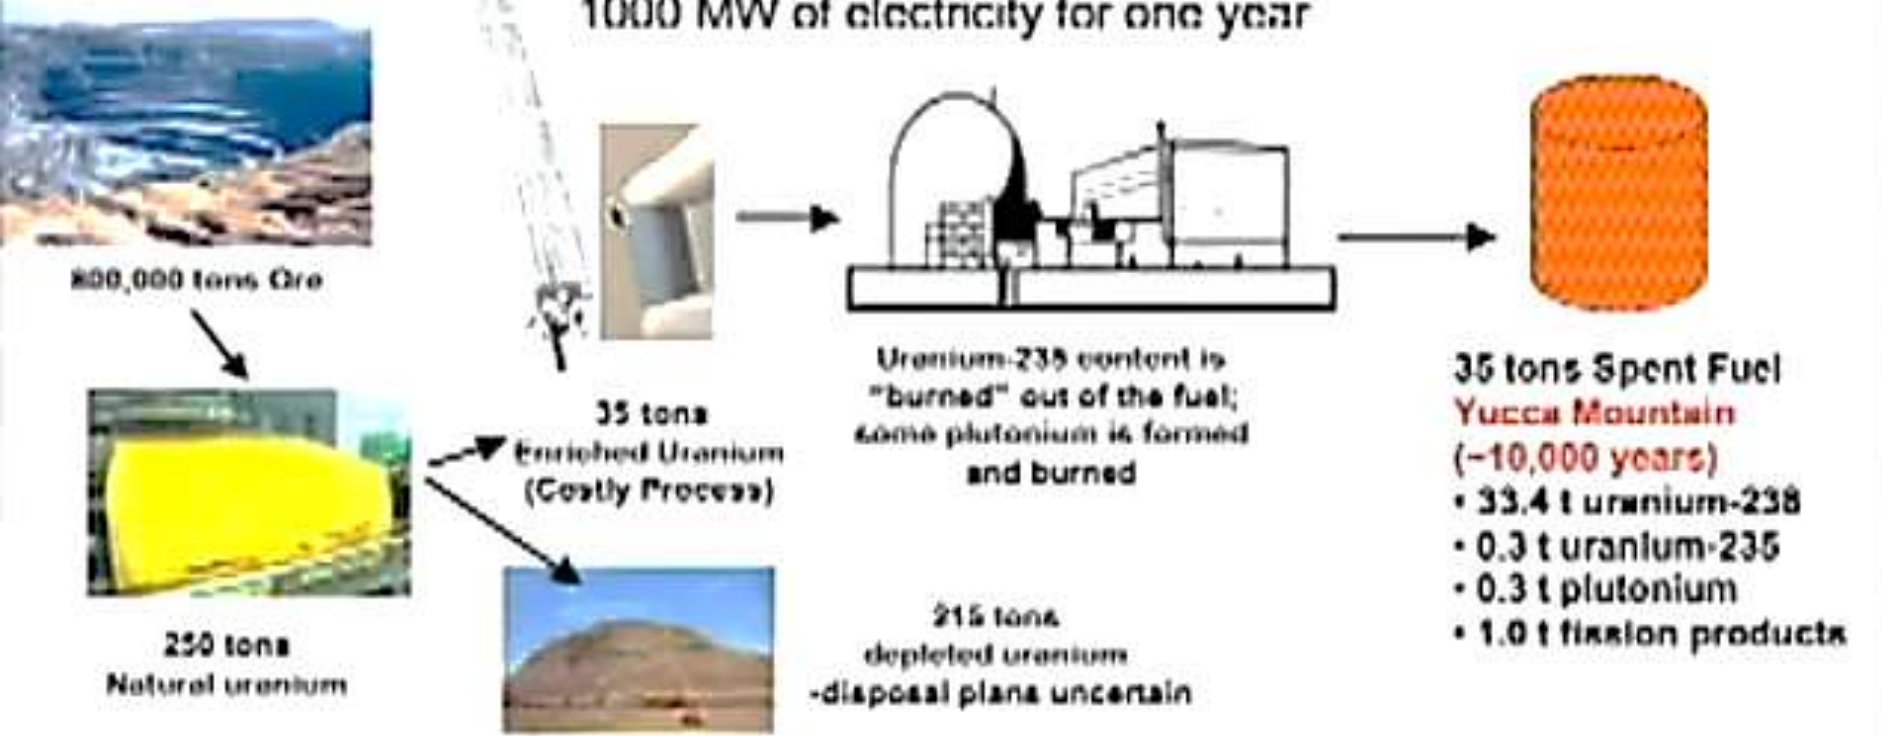 1000 MW of electricity for one year
800,000 tons Ore
35 tons
Enriched Uranium
(Costly Process)
250 tons
Natural uranium
215 tons
depleted uranium
-disposal plans uncertain
Uranium-238 content is
"burned" out of the fuel;
some plutonium is formed
and burned
35 tons Spent Fuel
Yucca Mountain
(~10,000 years)
• 33.4 t uranium-238
• 0.3 t uranium-235
• 0.3 t plutonium
• 1.0 t fission products